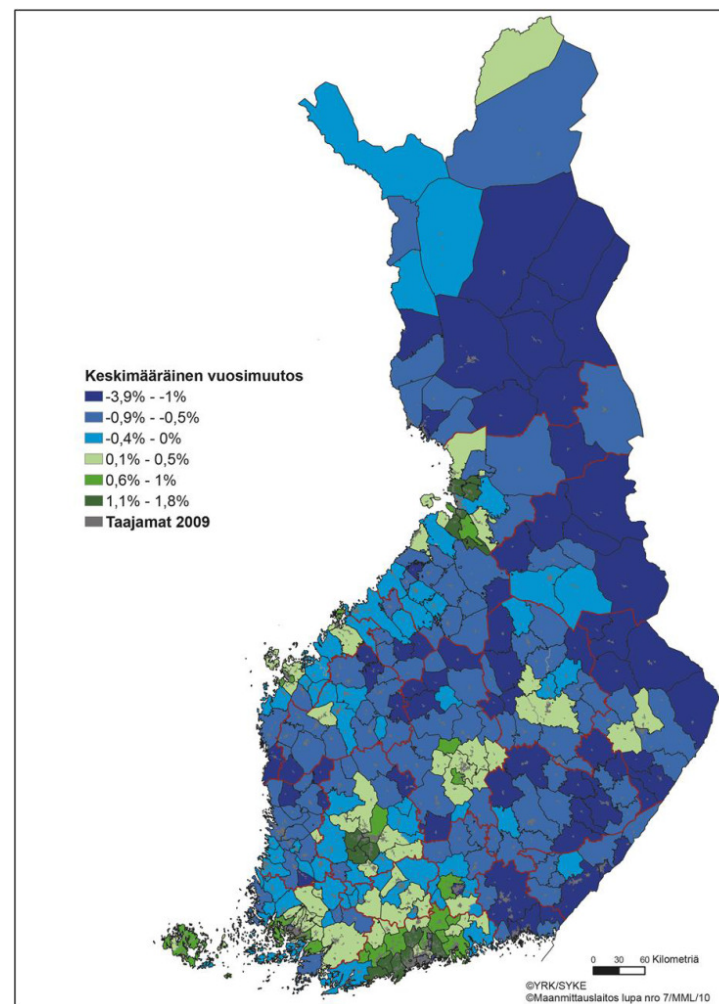 Keskimääräinen vuosimuutos
-3,9% - -1%
-0,9% - -0,5%
-0,4% - 0%
0,1% - 0,5%
0,6% - 1%
1,1% - 1,8%
Taajamat 2009
0 30 60 Kilometriä
©YRK/SYKE
©Maanmittauslaitos lupa nro 7/MML/10